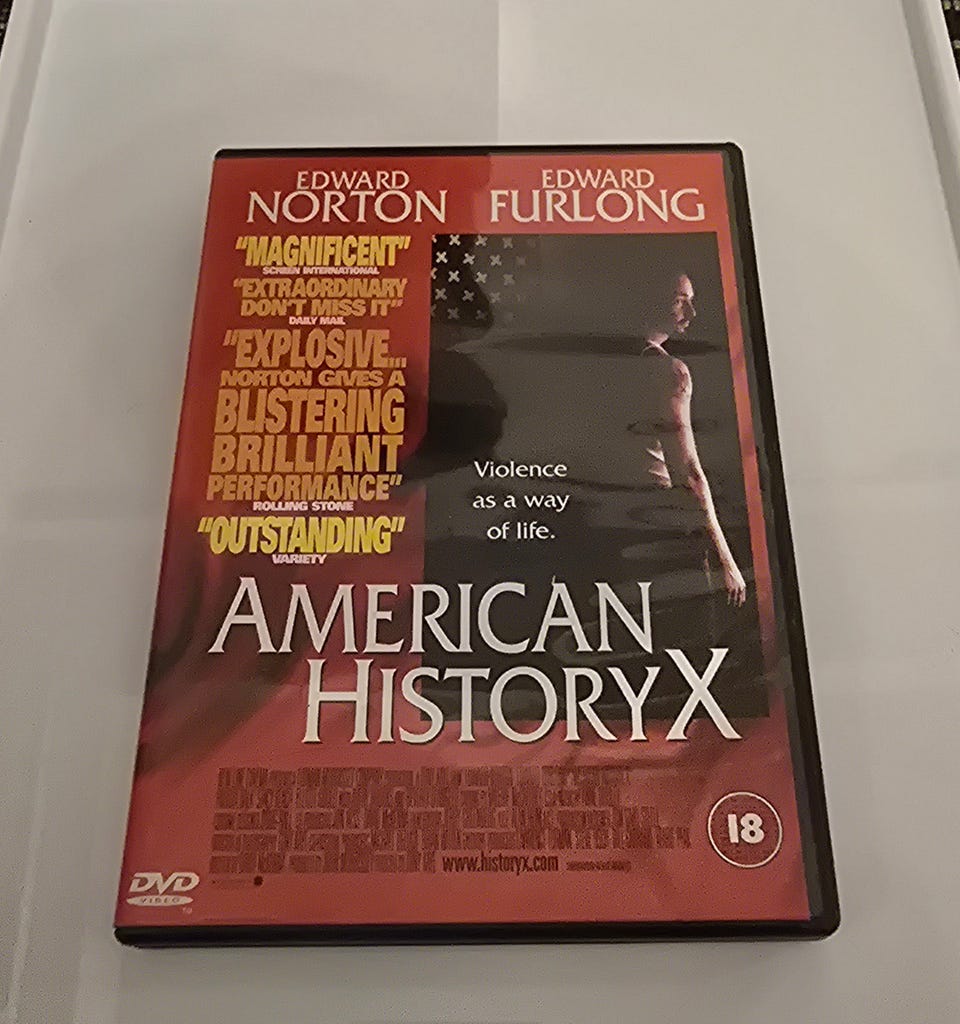 EDWARD
NORTON
EDWARD
FURLONG
"MAGNIFICENT"
SCREEN INTERNATIONAL
"EXTRAORDINARY
DON'T MISS IT"
DAILY MAIL
"EXPLOSIVE...
NORTON GIVES A
BLISTERING
BRILLIANT
PERFORMANCE"
ROLLING STONE
"OUTSTANDING"
VARIETY
Violence
as a way
of life.
AMERICAN
HISTORY X
www.historyx.com
18
DVD
VIDEO